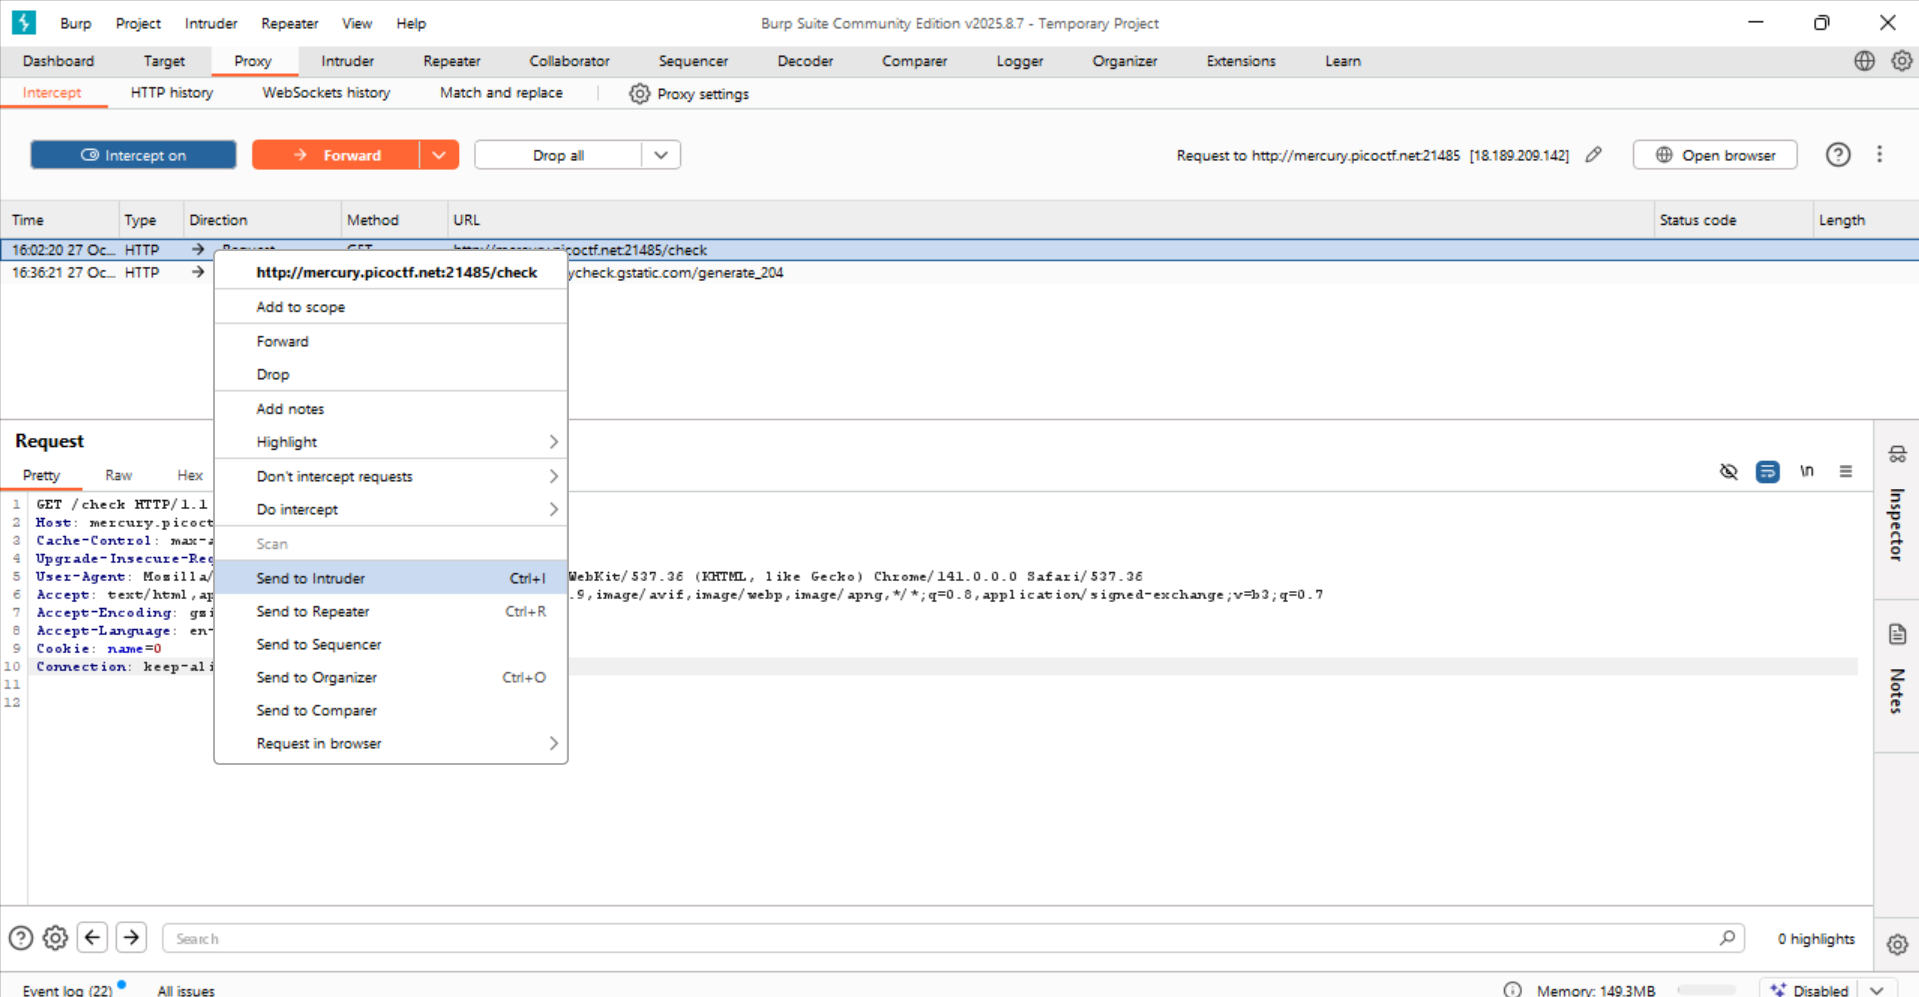 Burp Project Intruder Repeater View Help Burp Suite Community Edition v2025.8.7 - Temporary Project
Dashboard Target Proxy Intruder Repeater Collaborator Sequencer Decoder Comparer Logger Organizer Extensions Learn
Intercept HTTP history WebSockets history Match and replace Proxy settings
Intercept on Forward Drop all Request to http://mercury.picoctf.net:21485 [18.189.209.142] Open browser
Time Type Direction Method URL Status code Length
16:02:20 27 Oc... HTTP Request GET http://mercury.picoctf.net:21485/check
16:36:21 27 Oc... HTTP ycheck.gstatic.com/generate_204
http://mercury.picoctf.net:21485/check
Add to scope
Forward
Drop
Add notes
Highlight
Don't intercept requests
Do intercept
Scan
Send to Intruder Ctrl+I
Send to Repeater Ctrl+R
Send to Sequencer
Send to Organizer Ctrl+O
Send to Comparer
Request in browser
Request
Pretty Raw Hex
\n
1 GET /check HTTP/1.1
2 Host: mercury.picoct
3 Cache-Control: max-a
4 Upgrade-Insecure-Req
5 User-Agent: Mozilla/ WebKit/537.36 (KHTML, like Gecko) Chrome/141.0.0.0 Safari/537.36
6 Accept: text/html,ap .9,image/avif,image/webp,image/apng,*/*;q=0.8,application/signed-exchange;v=b3;q=0.7
7 Accept-Encoding: gzi
8 Accept-Language: en-
9 Cookie: name=0
10 Connection: keep-ali
11
12
Inspector
Notes
Search 0 highlights
Event log (22) All issues Memory: 149.3MB Disabled